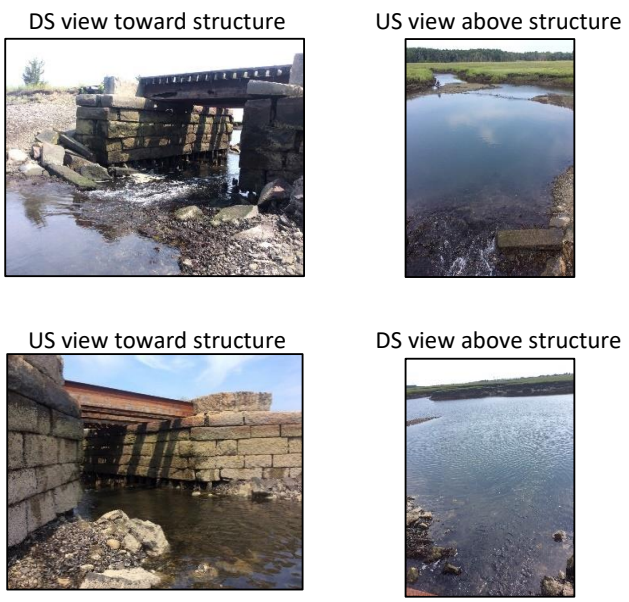 DS view toward structure
US view above structure
US view toward structure
DS view above structure